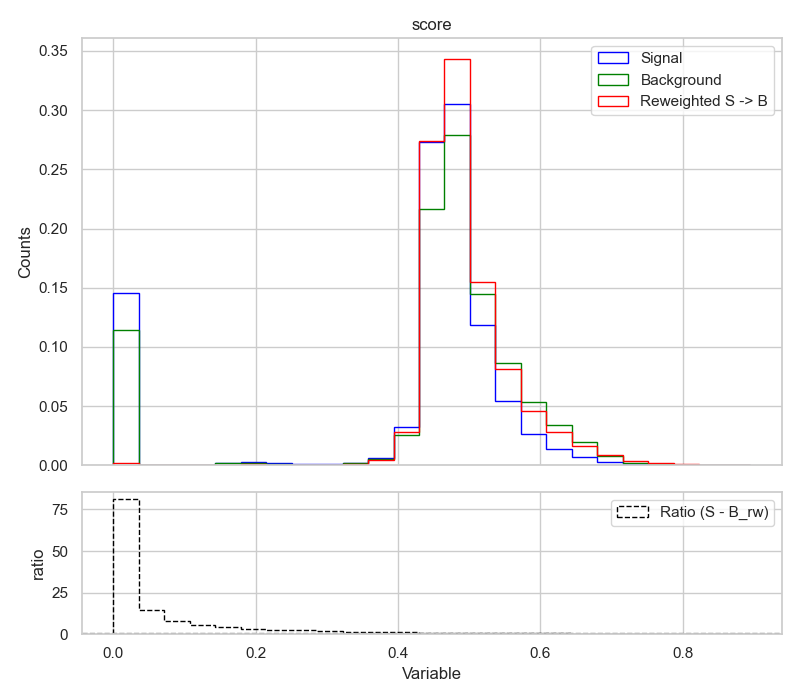 score
0.35
0.30
0.25
0.20
0.15
0.10
0.05
0.00
Counts
Signal
Background
Reweighted S -> B
75
50
25
0
ratio
Ratio (S - B_rw)
0.0 0.2 0.4 0.6 0.8
Variable